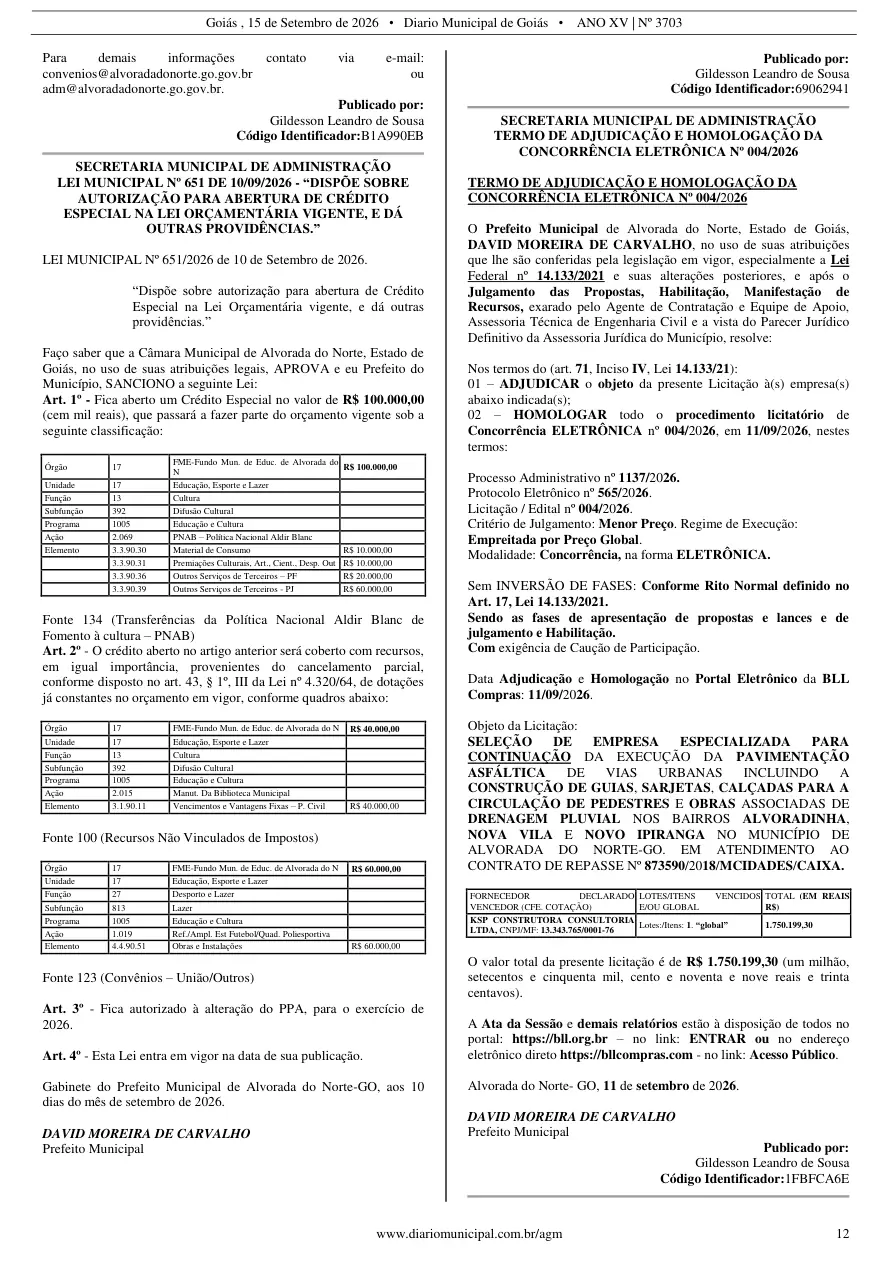 Goiás , 15 de Setembro de 2026 • Diario Municipal de Goiás • ANO XV | Nº 3703
Para demais informações contato via e-mail:
convenios@alvoradadonorte.go.gov.br ou
adm@alvoradadonorte.go.gov.br.
Publicado por:
Gildesson Leandro de Sousa
Código Identificador:B1A990EB
SECRETARIA MUNICIPAL DE ADMINISTRAÇÃO
LEI MUNICIPAL Nº 651 DE 10/09/2026 - “DISPÕE SOBRE
AUTORIZAÇÃO PARA ABERTURA DE CRÉDITO
ESPECIAL NA LEI ORÇAMENTÁRIA VIGENTE, E DÁ
OUTRAS PROVIDÊNCIAS.”
LEI MUNICIPAL Nº 651/2026 de 10 de Setembro de 2026.
“Dispõe sobre autorização para abertura de Crédito
Especial na Lei Orçamentária vigente, e dá outras
providências.”
Faço saber que a Câmara Municipal de Alvorada do Norte, Estado de
Goiás, no uso de suas atribuições legais, APROVA e eu Prefeito do
Município, SANCIONO a seguinte Lei:
Art. 1º - Fica aberto um Crédito Especial no valor de R$ 100.000,00
(cem mil reais), que passará a fazer parte do orçamento vigente sob a
seguinte classificação:
Órgão 17 FME-Fundo Mun. de Educ. de Alvorada do N R$ 100.000,00
Unidade 17 Educação, Esporte e Lazer
Função 13 Cultura
Subfunção 392 Difusão Cultural
Programa 1005 Educação e Cultura
Ação 2.069 PNAB – Política Nacional Aldir Blanc
Elemento 3.3.90.30 Material de Consumo R$ 10.000,00
3.3.90.31 Premiações Culturais, Art., Cient., Desp. Out R$ 10.000,00
3.3.90.36 Outros Serviços de Terceiros – PF R$ 20.000,00
3.3.90.39 Outros Serviços de Terceiros - PJ R$ 60.000,00
Fonte 134 (Transferências da Política Nacional Aldir Blanc de
Fomento à cultura – PNAB)
Art. 2º - O crédito aberto no artigo anterior será coberto com recursos,
em igual importância, provenientes do cancelamento parcial,
conforme disposto no art. 43, § 1º, III da Lei nº 4.320/64, de dotações
já constantes no orçamento em vigor, conforme quadros abaixo:
Órgão 17 FME-Fundo Mun. de Educ. de Alvorada do N R$ 40.000,00
Unidade 17 Educação, Esporte e Lazer
Função 13 Cultura
Subfunção 392 Difusão Cultural
Programa 1005 Educação e Cultura
Ação 2.015 Manut. Da Biblioteca Municipal
Elemento 3.1.90.11 Vencimentos e Vantagens Fixas – P. Civil R$ 40.000,00
Fonte 100 (Recursos Não Vinculados de Impostos)
Órgão 17 FME-Fundo Mun. de Educ. de Alvorada do N R$ 60.000,00
Unidade 17 Educação, Esporte e Lazer
Função 27 Desporto e Lazer
Subfunção 813 Lazer
Programa 1005 Educação e Cultura
Ação 1.019 Ref./Ampl. Est Futebol/Quad. Poliesportiva
Elemento 4.4.90.51 Obras e Instalações R$ 60.000,00
Fonte 123 (Convênios – União/Outros)
Art. 3º - Fica autorizado à alteração do PPA, para o exercício de
2026.
Art. 4º - Esta Lei entra em vigor na data de sua publicação.
Gabinete do Prefeito Municipal de Alvorada do Norte-GO, aos 10
dias do mês de setembro de 2026.
DAVID MOREIRA DE CARVALHO
Prefeito Municipal
Publicado por:
Gildesson Leandro de Sousa
Código Identificador:69062941
SECRETARIA MUNICIPAL DE ADMINISTRAÇÃO
TERMO DE ADJUDICAÇÃO E HOMOLOGAÇÃO DA
CONCORRÊNCIA ELETRÔNICA Nº 004/2026
TERMO DE ADJUDICAÇÃO E HOMOLOGAÇÃO DA
CONCORRÊNCIA ELETRÔNICA Nº 004/2026
O Prefeito Municipal de Alvorada do Norte, Estado de Goiás,
DAVID MOREIRA DE CARVALHO, no uso de suas atribuições
que lhe são conferidas pela legislação em vigor, especialmente a Lei
Federal nº 14.133/2021 e suas alterações posteriores, e após o
Julgamento das Propostas, Habilitação, Manifestação de
Recursos, exarado pelo Agente de Contratação e Equipe de Apoio,
Assessoria Técnica de Engenharia Civil e a vista do Parecer Jurídico
Definitivo da Assessoria Jurídica do Município, resolve:
Nos termos do (art. 71, Inciso IV, Lei 14.133/21):
01 – ADJUDICAR o objeto da presente Licitação à(s) empresa(s)
abaixo indicada(s);
02 – HOMOLOGAR todo o procedimento licitatório de
Concorrência ELETRÔNICA nº 004/2026, em 11/09/2026, nestes
termos:
Processo Administrativo nº 1137/2026.
Protocolo Eletrônico nº 565/2026.
Licitação / Edital nº 004/2026.
Critério de Julgamento: Menor Preço. Regime de Execução:
Empreitada por Preço Global.
Modalidade: Concorrência, na forma ELETRÔNICA.
Sem INVERSÃO DE FASES: Conforme Rito Normal definido no
Art. 17, Lei 14.133/2021.
Sendo as fases de apresentação de propostas e lances e de
julgamento e Habilitação.
Com exigência de Caução de Participação.
Data Adjudicação e Homologação no Portal Eletrônico da BLL
Compras: 11/09/2026.
Objeto da Licitação:
SELEÇÃO DE EMPRESA ESPECIALIZADA PARA
CONTINUAÇÃO DA EXECUÇÃO DA PAVIMENTAÇÃO
ASFÁLTICA DE VIAS URBANAS INCLUINDO A
CONSTRUÇÃO DE GUIAS, SARJETAS, CALÇADAS PARA A
CIRCULAÇÃO DE PEDESTRES E OBRAS ASSOCIADAS DE
DRENAGEM PLUVIAL NOS BAIRROS ALVORADINHA,
NOVA VILA E NOVO IPIRANGA NO MUNICÍPIO DE
ALVORADA DO NORTE-GO. EM ATENDIMENTO AO
CONTRATO DE REPASSE Nº 873590/2018/MCIDADES/CAIXA.
FORNECEDOR DECLARADO LOTES/ITENS VENCIDOS TOTAL (EM REAIS
VENCEDOR (CFE. COTAÇÃO) E/OU GLOBAL R$)
KSP CONSTRUTORA CONSULTORIA
LTDA, CNPJ/MF: 13.343.765/0001-76 Lotes:/Itens: 1. “global” 1.750.199,30
O valor total da presente licitação é de R$ 1.750.199,30 (um milhão,
setecentos e cinquenta mil, cento e noventa e nove reais e trinta
centavos).
A Ata da Sessão e demais relatórios estão à disposição de todos no
portal: https://bll.org.br – no link: ENTRAR ou no endereço
eletrônico direto https://bllcompras.com - no link: Acesso Público.
Alvorada do Norte- GO, 11 de setembro de 2026.
DAVID MOREIRA DE CARVALHO
Prefeito Municipal
Publicado por:
Gildesson Leandro de Sousa
Código Identificador:1FBFCA6E
www.diariomunicipal.com.br/agm 12